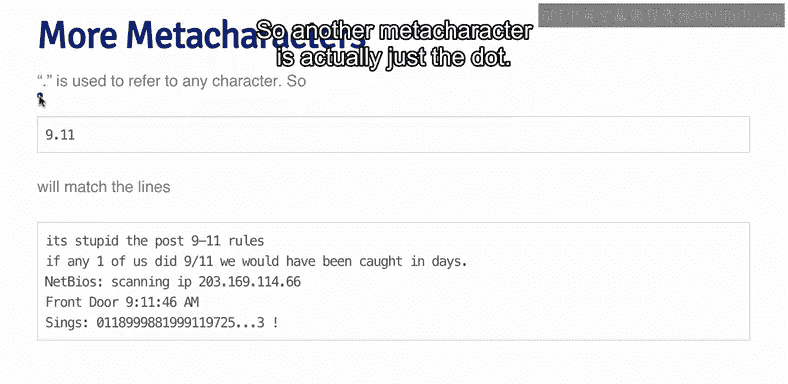 More Metacharacters
So another metacharacter
is actually just the dot.
“.” is used to refer to any character. So
9.11
will match the lines
its stupid the post 9–11 rules
if any 1 of us did 9/11 we would have been caught in days.
NetBios: scanning ip 203.169.114.66
Front Door 9:11:46 AM
Sings: 0118999881999119725...3 !